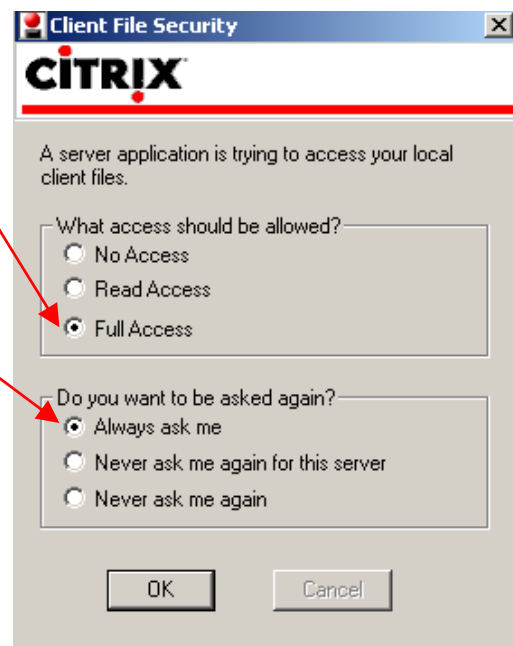 Client File Security
CİTRIX
A server application is trying to access your local
client files.
What access should be allowed?
No Access
Read Access
Full Access
Do you want to be asked again?
Always ask me
Never ask me again for this server
Never ask me again
OK
Cancel